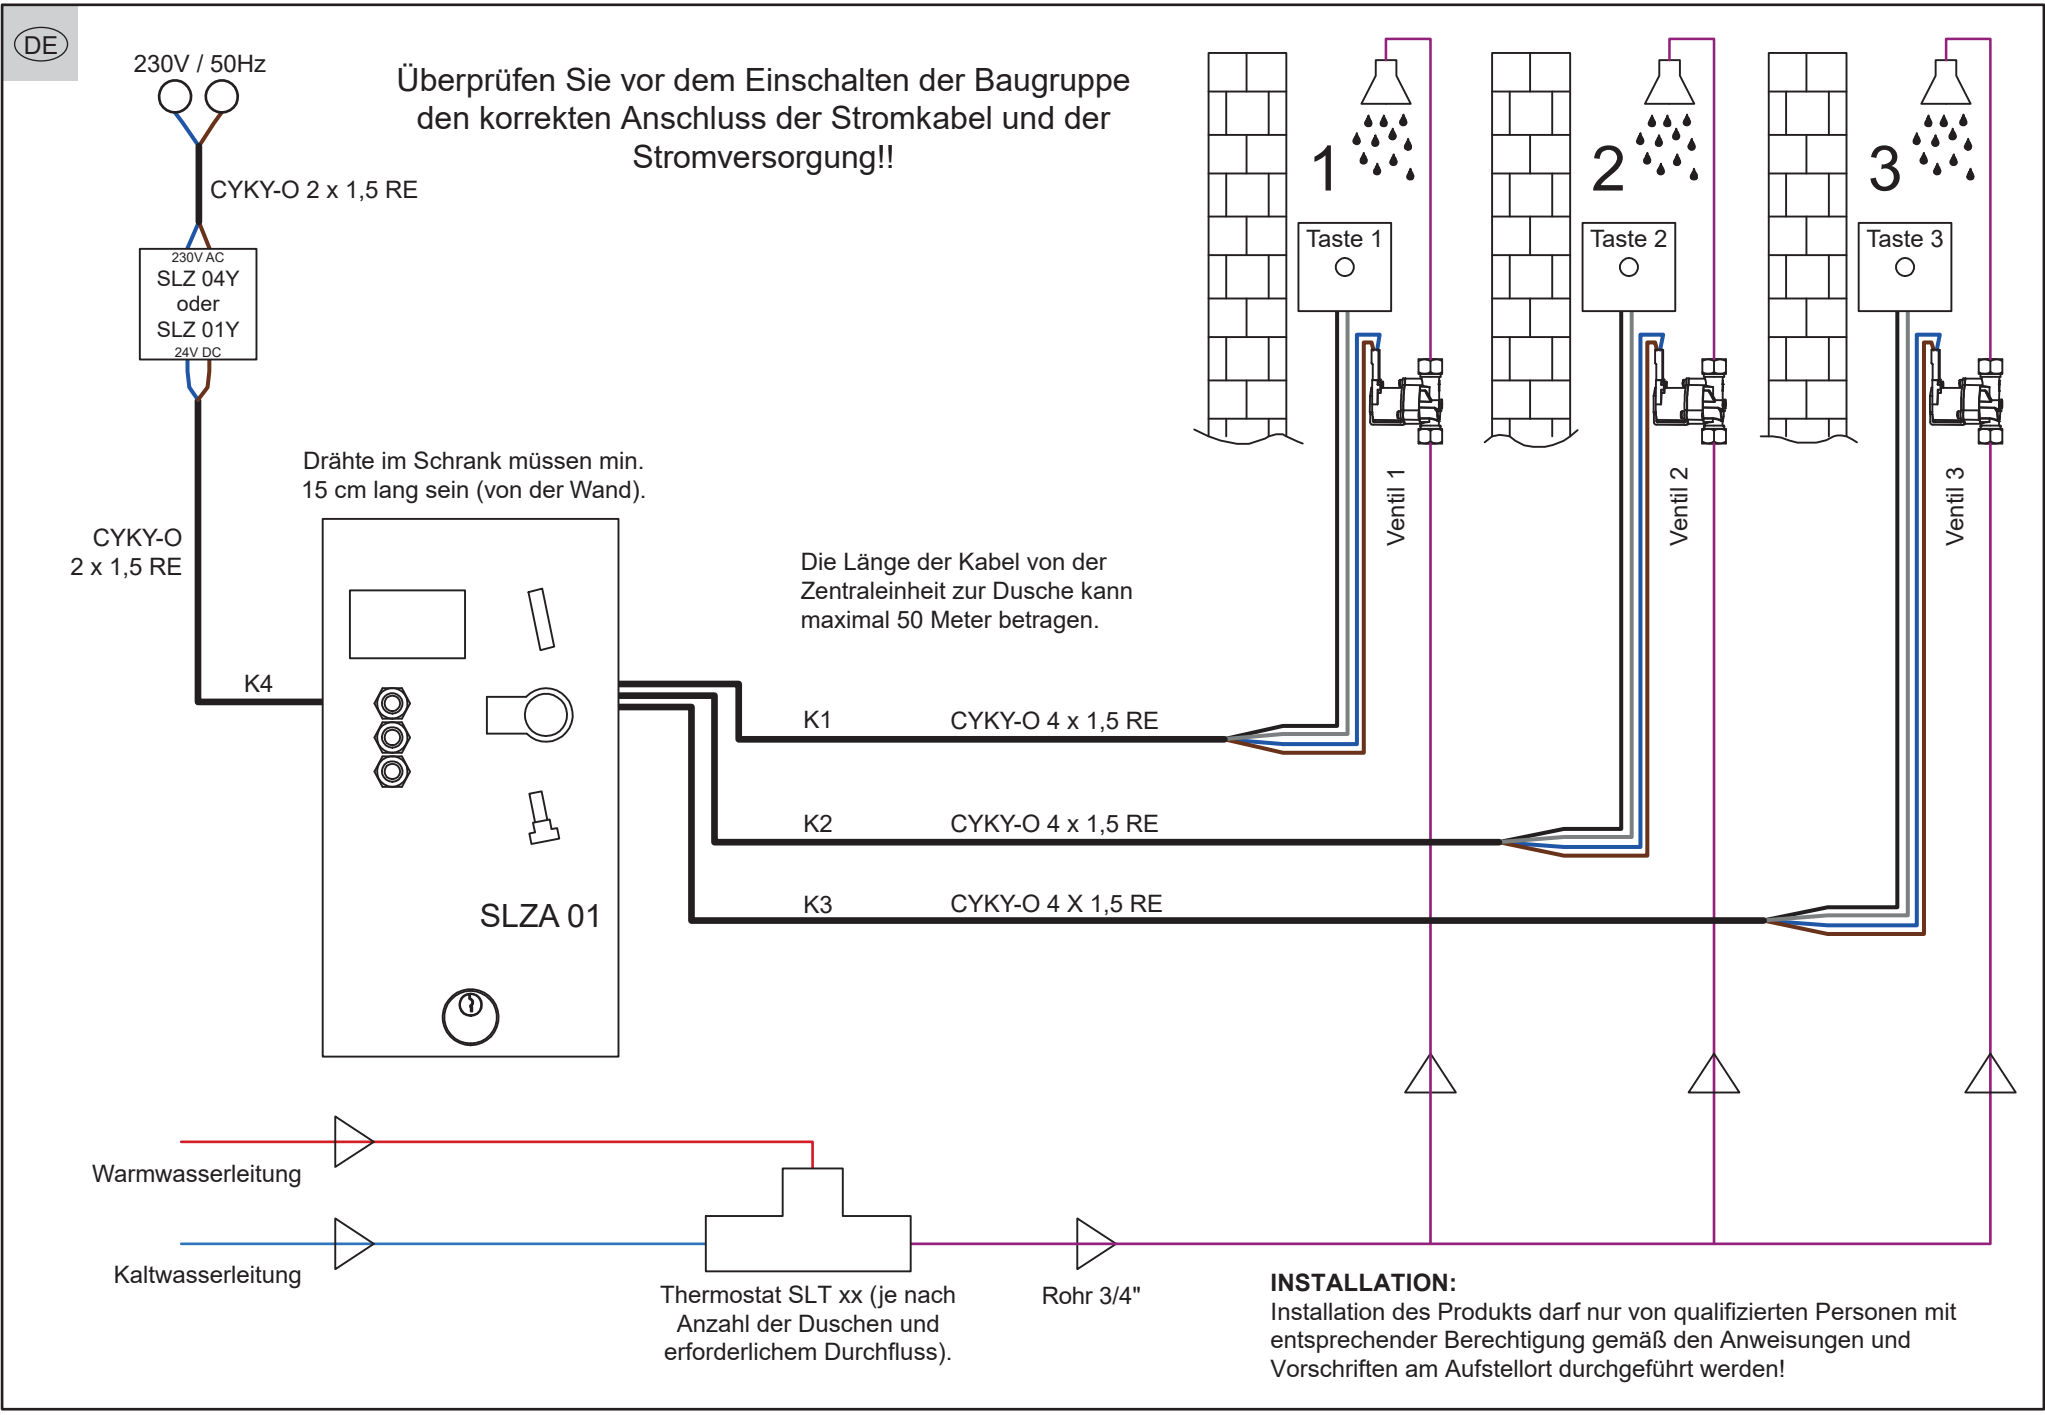 DE
230V / 50Hz
Überprüfen Sie vor dem Einschalten der Baugruppe
den korrekten Anschluss der Stromkabel und der
Stromversorgung!!
CYKY-O 2 x 1,5 RE
230V AC
SLZ 04Y
oder
SLZ 01Y
24V DC
1
2
3
Taste 1
Taste 2
Taste 3
Ventil 1
Ventil 2
Ventil 3
Drähte im Schrank müssen min.
15 cm lang sein (von der Wand).
CYKY-O
2 x 1,5 RE
K4
Die Länge der Kabel von der
Zentraleinheit zur Dusche kann
maximal 50 Meter betragen.
K1 CYKY-O 4 x 1,5 RE
K2 CYKY-O 4 x 1,5 RE
K3 CYKY-O 4 X 1,5 RE
SLZA 01
Warmwasserleitung
Kaltwasserleitung
Thermostat SLT xx (je nach
Anzahl der Duschen und
erforderlichem Durchfluss).
Rohr 3/4"
INSTALLATION:
Installation des Produkts darf nur von qualifizierten Personen mit
entsprechender Berechtigung gemäß den Anweisungen und
Vorschriften am Aufstellort durchgeführt werden!